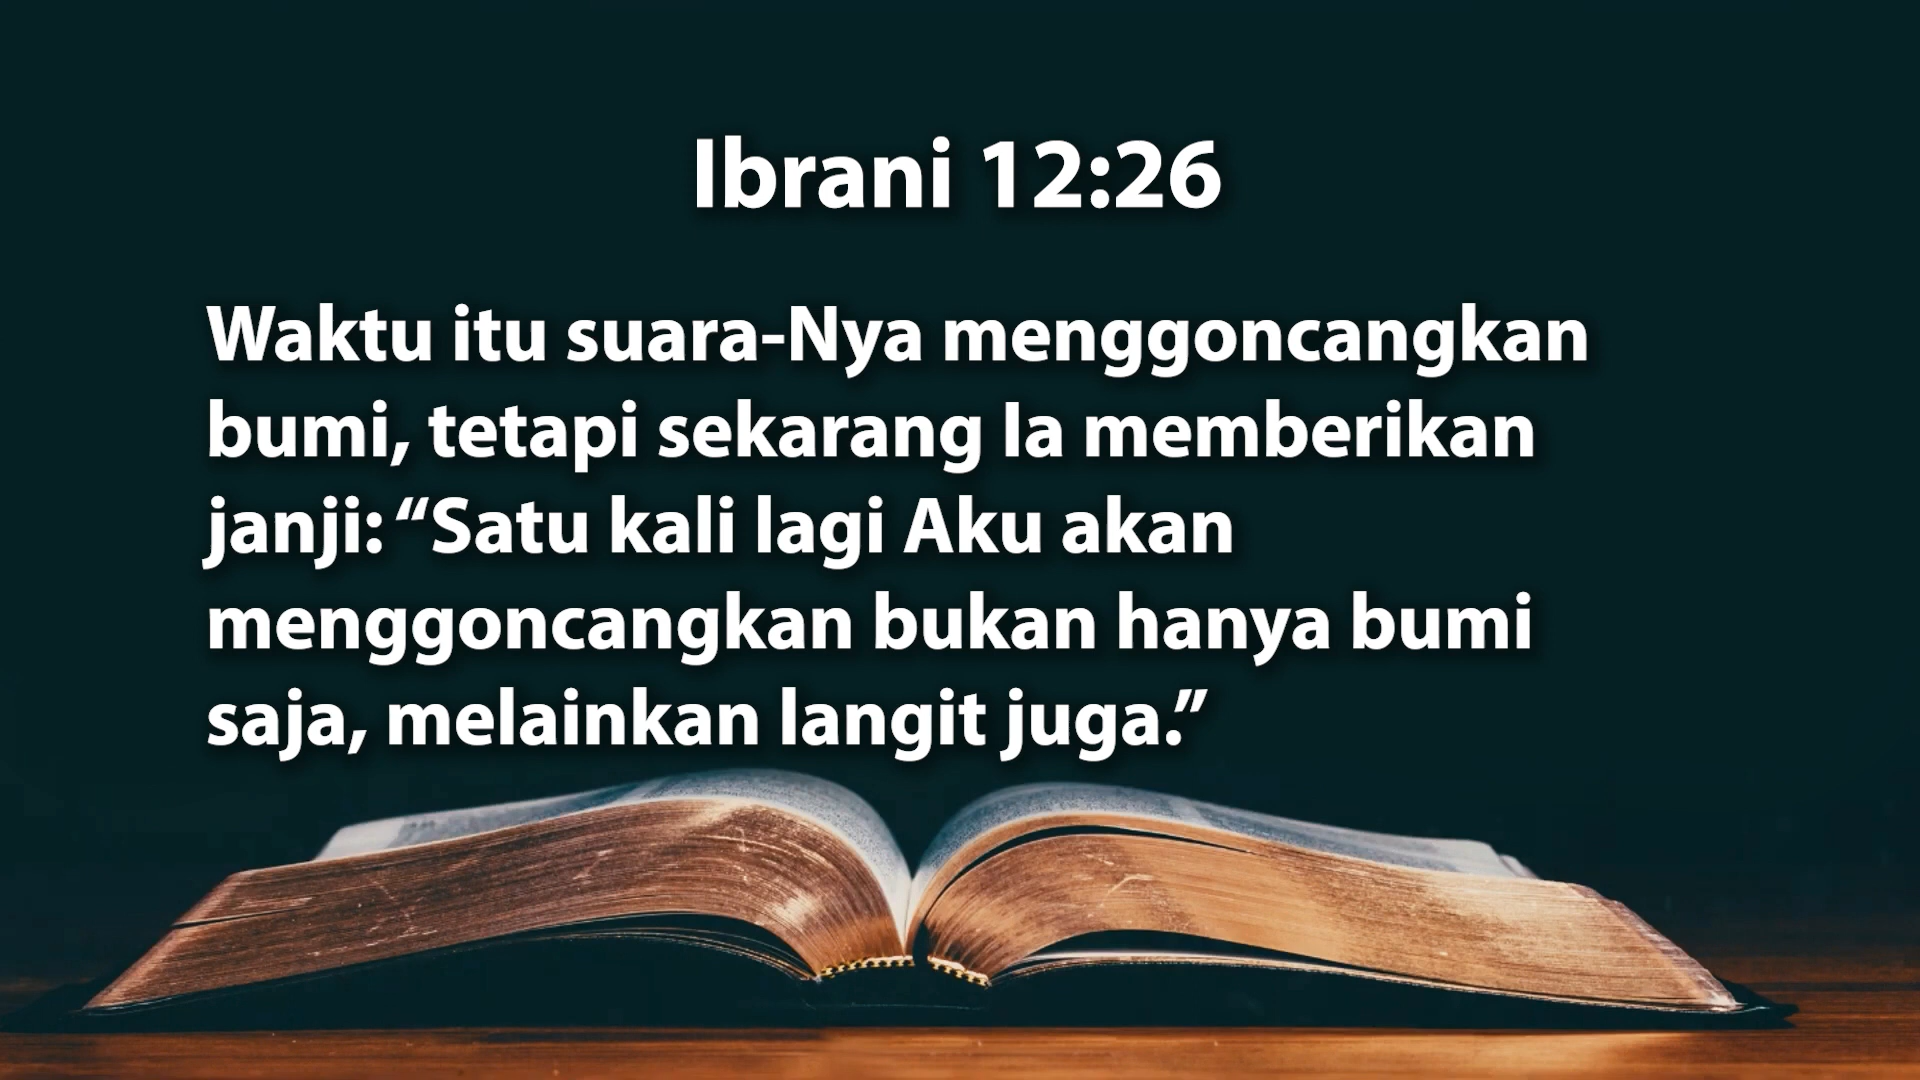 Ibrani 12:26
Waktu itu suara-Nya menggoncangkan
bumi, tetapi sekarang Ia memberikan
janji: “Satu kali lagi Aku akan
menggoncangkan bukan hanya bumi
saja, melainkan langit juga.”